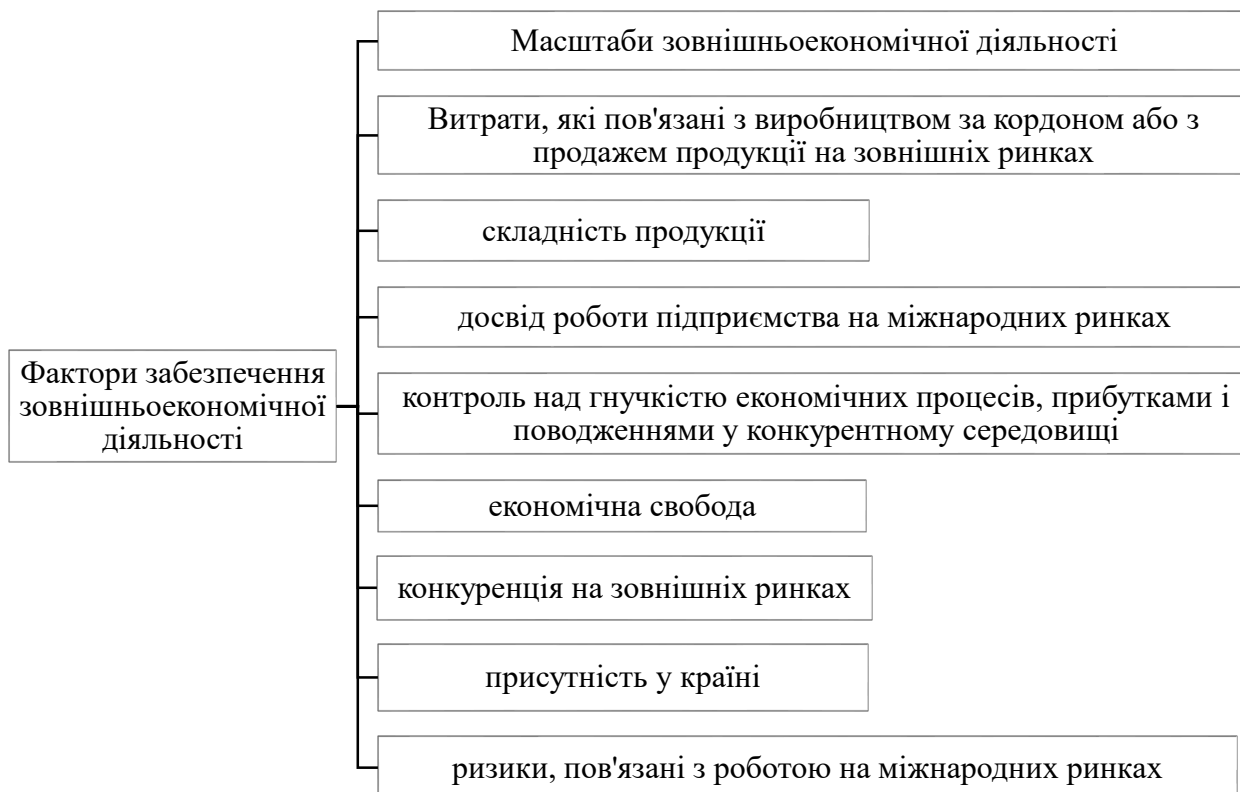 Масштаби зовнішньоекономічної діяльності
Витрати, які пов'язані з виробництвом за кордоном або з
продажем продукції на зовнішніх ринках
складність продукції
досвід роботи підприємства на міжнародних ринках
Фактори забезпечення
зовнішньоекономічної
діяльності
контроль над гнучкістю економічних процесів, прибутками і
поводженнями у конкурентному середовищі
економічна свобода
конкуренція на зовнішніх ринках
присутність у країні
ризики, пов'язані з роботою на міжнародних ринках